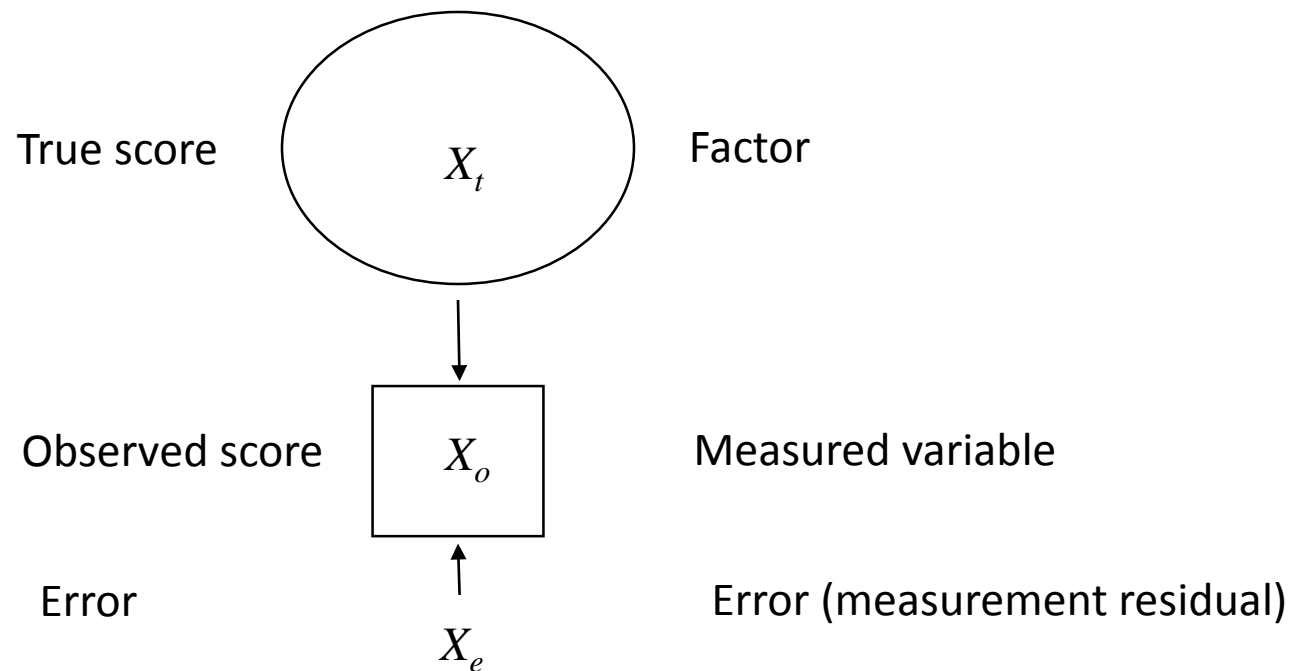 True score
X_t
Factor
Observed score
X_o
Measured variable
Error
X_e
Error (measurement residual)